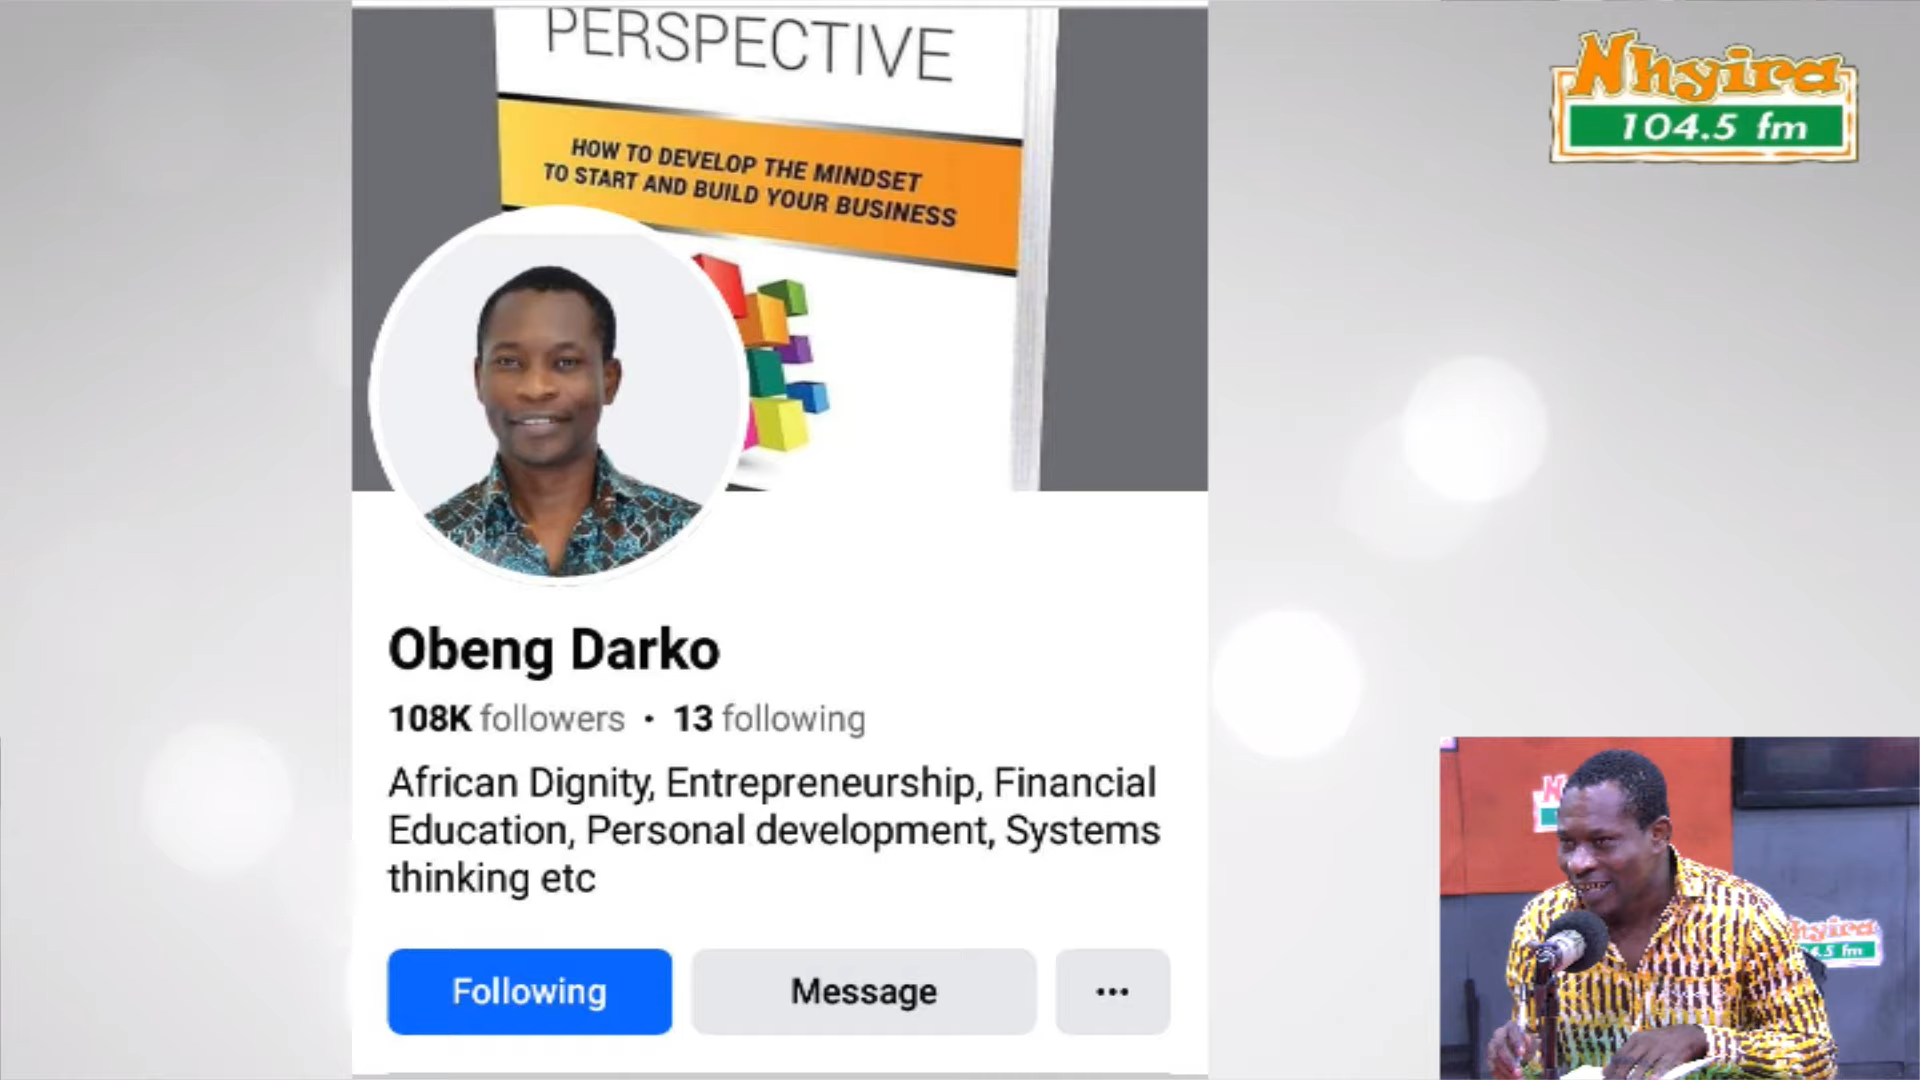 PERSPECTIVE
HOW TO DEVELOP THE MINDSET
TO START AND BUILD YOUR BUSINESS
Nhyira
104.5 fm
Obeng Darko
108K followers • 13 following
African Dignity, Entrepreneurship, Financial
Education, Personal development, Systems
thinking etc
Following
Message
•••